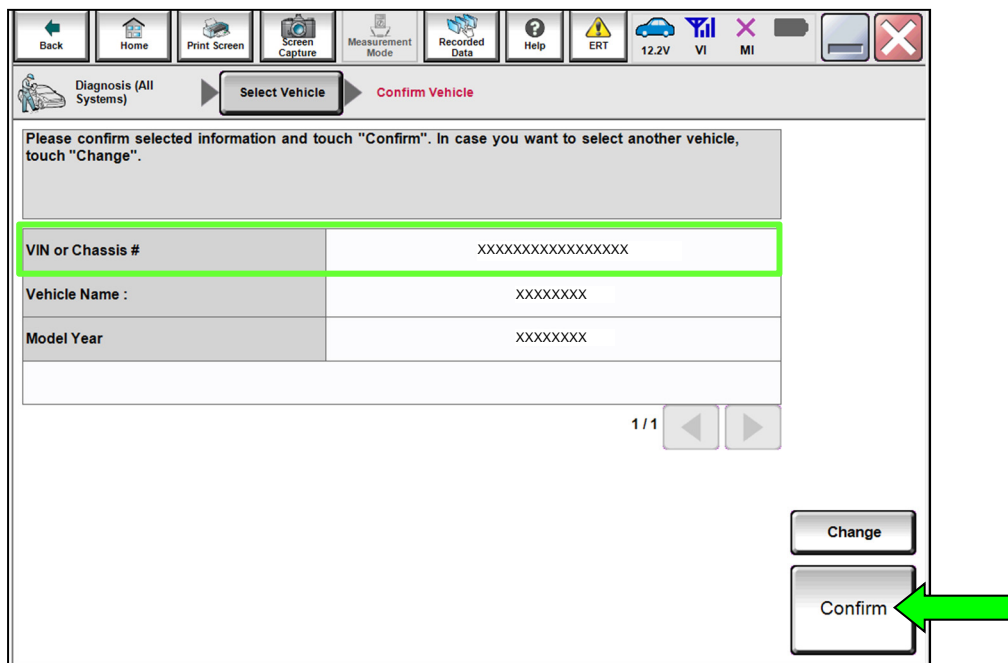 Back
Home
Print Screen
Screen
Capture
Measurement
Mode
Recorded
Data
Help
ERT
12.2V
VI
MI
Diagnosis (All
Systems)
Select Vehicle
Confirm Vehicle
Please confirm selected information and touch "Confirm". In case you want to select another vehicle,
touch "Change".
VIN or Chassis #
XXXXXXXXXXXXXXXXX
Vehicle Name :
XXXXXXXX
Model Year
XXXXXXXX
1/1
Change
Confirm